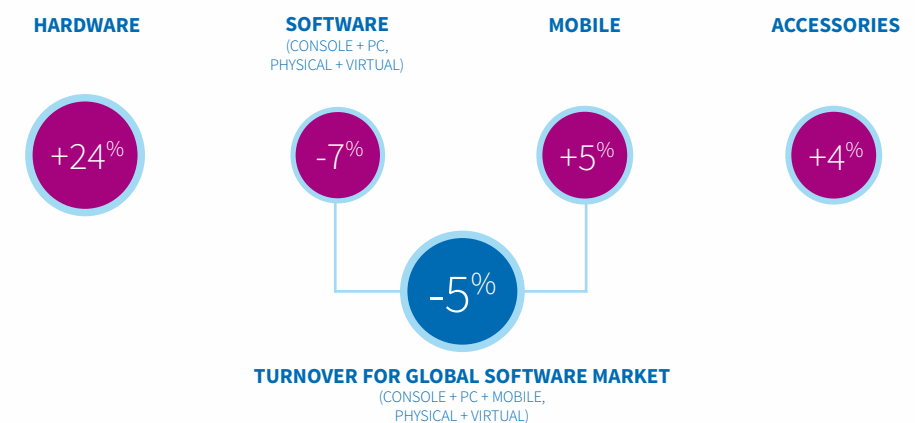 HARDWARE
SOFTWARE
(CONSOLE + PC,
PHYSICAL + VIRTUAL)
MOBILE
ACCESSORIES
+24%
-7%
+5%
+4%
-5%
TURNOVER FOR GLOBAL SOFTWARE MARKET
(CONSOLE + PC + MOBILE,
PHYSICAL + VIRTUAL)